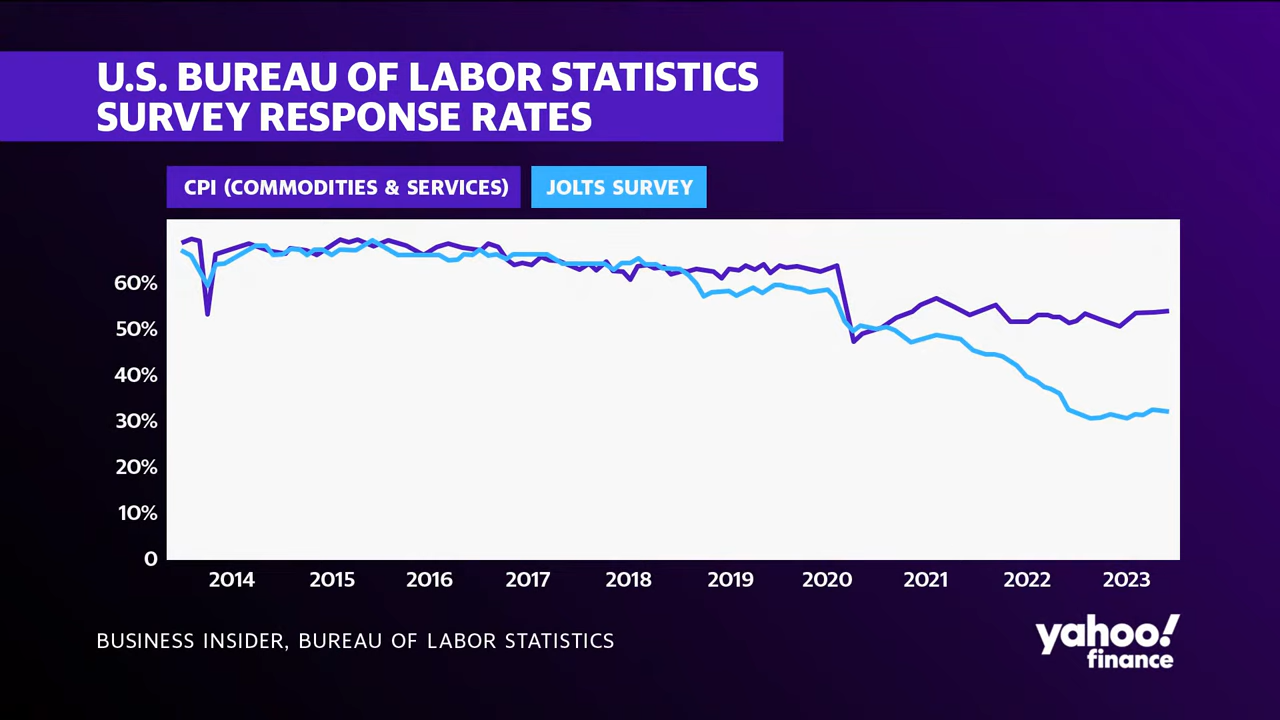 U.S. BUREAU OF LABOR STATISTICS
SURVEY RESPONSE RATES
CPI (COMMODITIES & SERVICES) JOLTS SURVEY
60%
50%
40%
30%
20%
10%
0
2014 2015 2016 2017 2018 2019 2020 2021 2022 2023
BUSINESS INSIDER, BUREAU OF LABOR STATISTICS
yahoo!
finance